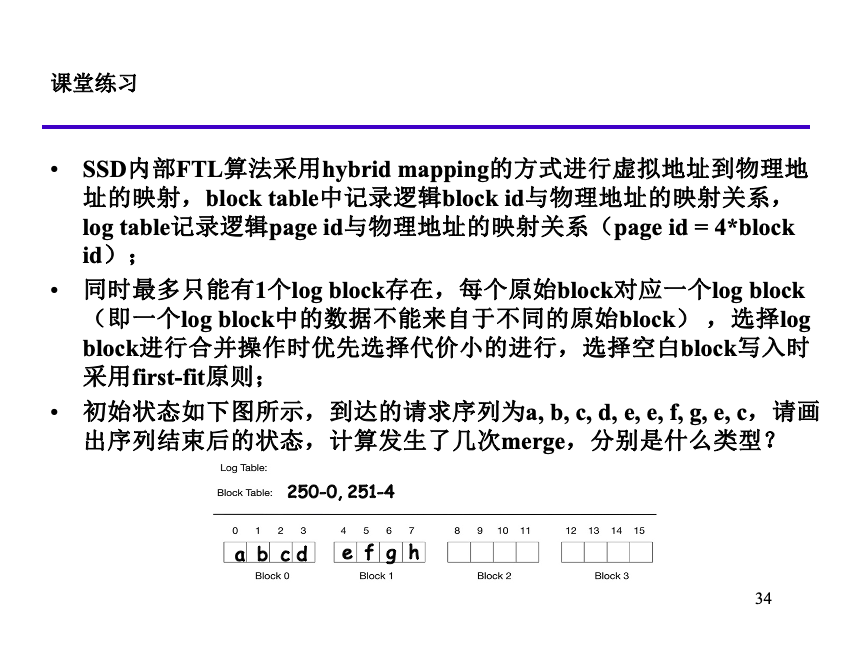 课堂练习
• SSD内部FTL算法采用hybrid mapping的方式进行虚拟地址到物理地
址的映射，block table中记录逻辑block id与物理地址的映射关系，
log table记录逻辑page id与物理地址的映射关系（page id = 4*block
id）；
• 同时最多只能有1个log block存在，每个原始block对应一个log block
（即一个log block中的数据不能来自于不同的原始block），选择log
block进行合并操作时优先选择代价小的进行，选择空白block写入时
采用first-fit原则；
• 初始状态如下图所示，到达的请求序列为a, b, c, d, e, e, f, g, e, c，请画
出序列结束后的状态，计算发生了几次merge，分别是什么类型？
Log Table:
Block Table: 250-0, 251-4
0 1 2 3 4 5 6 7 8 9 10 11 12 13 14 15
a b c d e f g h
Block 0 Block 1 Block 2 Block 3
34